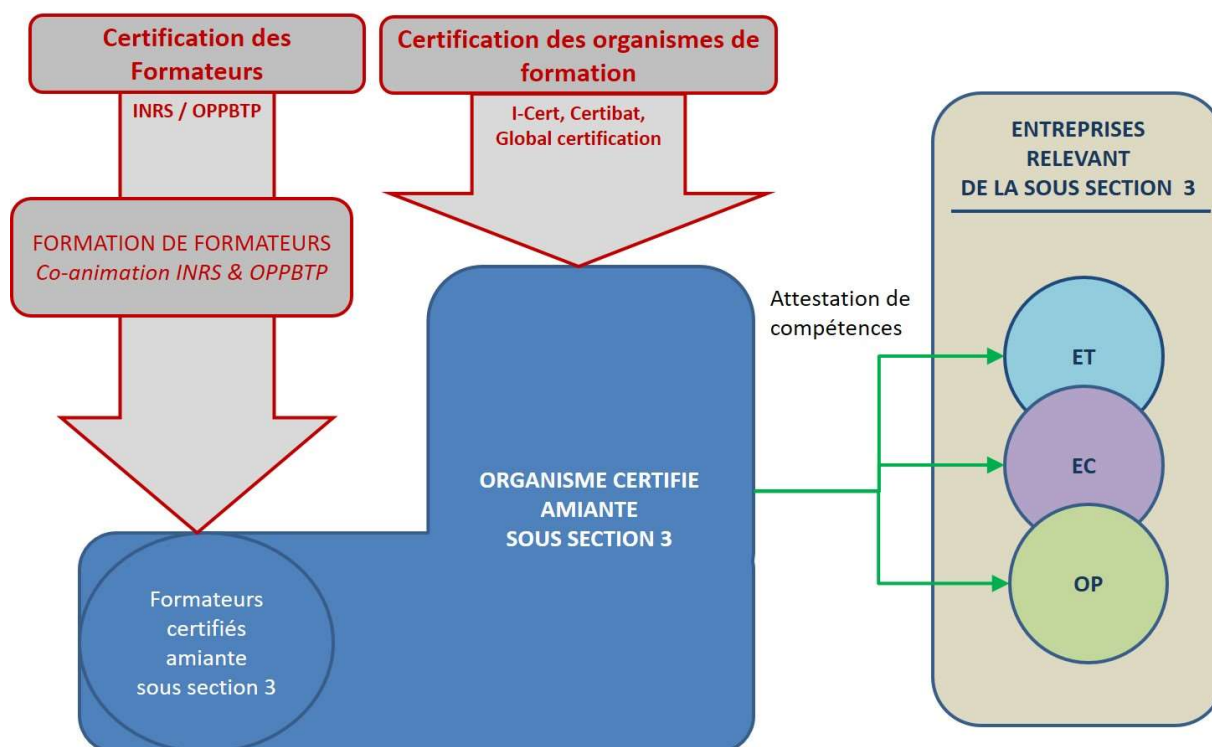 Certification des
Formateurs
INRS / OPPBTP
FORMATION DE FORMATEURS
Co-animation INRS & OPPBTP
Formateurs
certifiés
amiante
sous section 3
Certification des organismes de
formation
I-Cert, Certibat,
Global certification
ORGANISME CERTIFIE
AMIANTE
SOUS SECTION 3
Attestation de
compétences
ENTREPRISES
RELEVANT
DE LA SOUS SECTION 3
ET
EC
OP